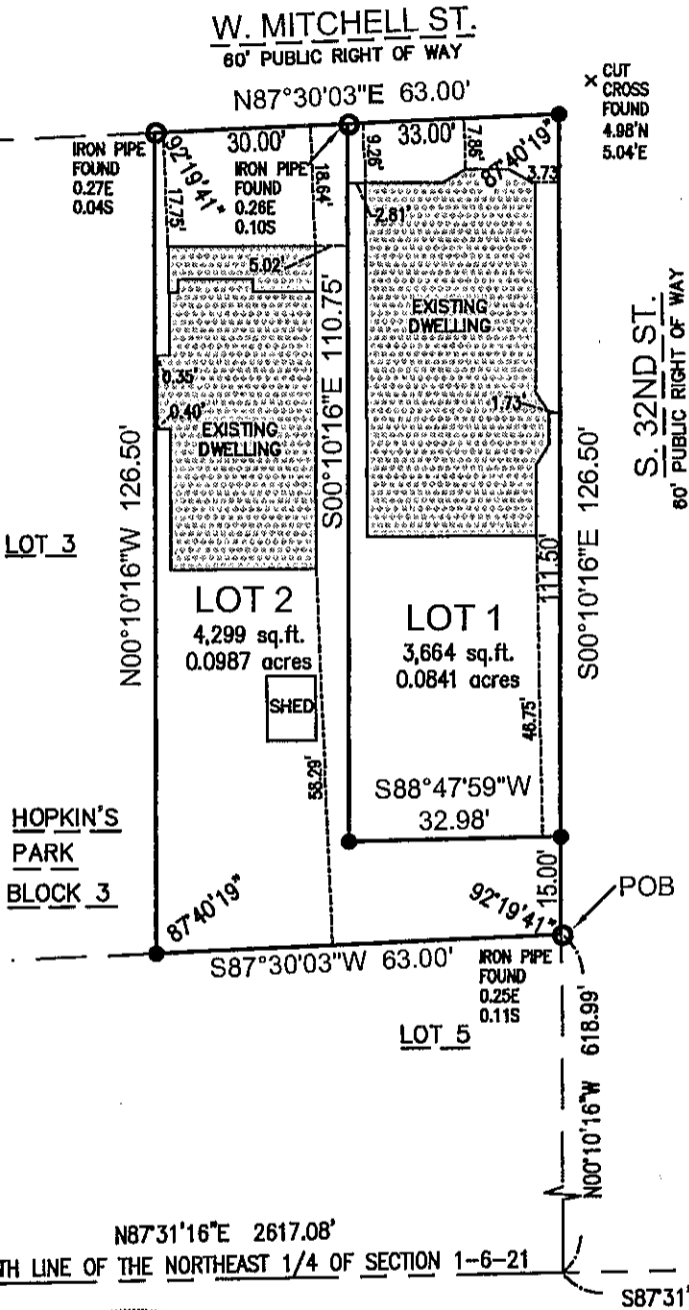 W. MITCHELL ST.
60' PUBLIC RIGHT OF WAY
N87°30'03"E 63.00'
CUT
CROSS
FOUND
4.98'N
5.04'E
IRON PIPE
FOUND
0.27E
0.04S
92°19'41"
17.75'
30.00'
IRON PIPE
FOUND
0.26E
0.10S
18.64'
9.26'
33.00'
7.86'
87°40'19"
3.73
2.81'
5.02'
EXISTING
DWELLING
S00°10'16"E 110.75'
0.35'
0.40'
EXISTING
DWELLING
1.73'
S. 32ND ST.
60' PUBLIC RIGHT OF WAY
N00°10'16"W 126.50'
S00°10'16"E 126.50'
111.50'
LOT 3
LOT 2
4,299 sq.ft.
0.0987 acres
LOT 1
3,664 sq.ft.
0.0841 acres
SHED
58.29'
46.75'
S88°47'59"W
32.98'
HOPKIN'S
PARK
BLOCK 3
87°40'19"
92°19'41"
15.00'
POB
S87°30'03"W 63.00'
IRON PIPE
FOUND
0.25E
0.11S
LOT 5
N00°10'16"W 618.99'
N87°31'16"E 2617.08'
TH LINE OF THE NORTHEAST 1/4 OF SECTION 1-6-21
S87°31'